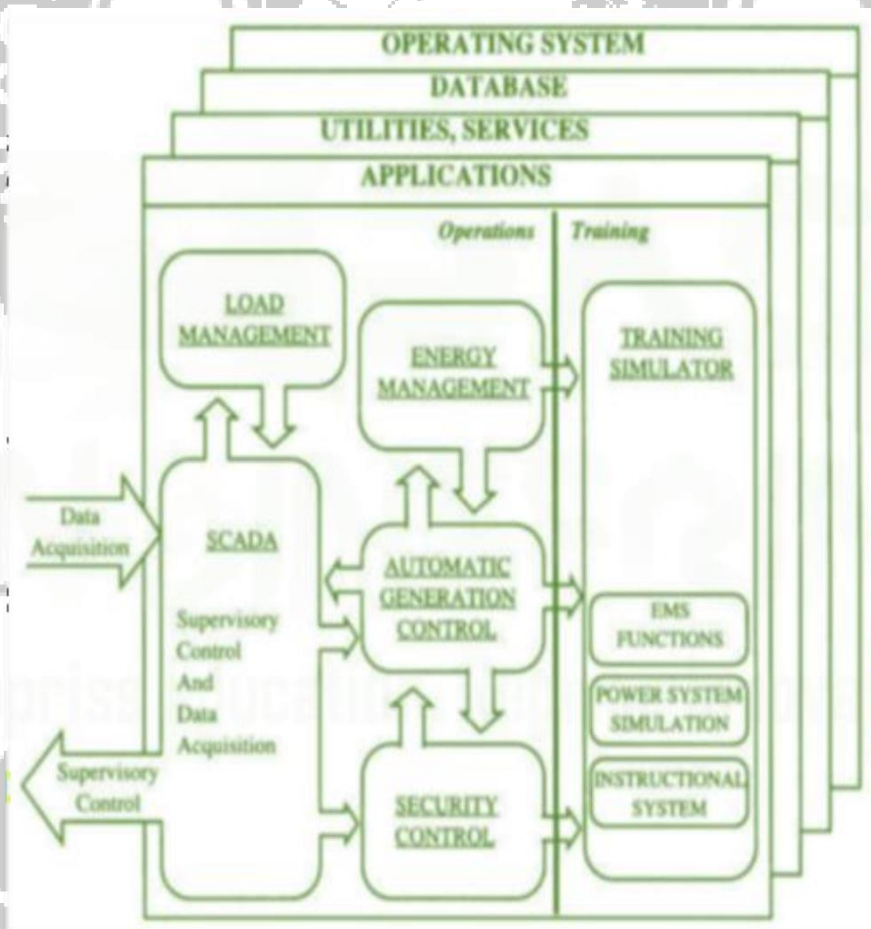 OPERATING SYSTEM
DATABASE
UTILITIES, SERVICES
APPLICATIONS
Operations
Training
LOAD
MANAGEMENT
ENERGY
MANAGEMENT
TRAINING
SIMULATOR
Data
Acquisition
SCADA
Supervisory
Control
And
Data
Acquisition
AUTOMATIC
GENERATION
CONTROL
EMS
FUNCTIONS
POWER SYSTEM
SIMULATION
INSTRUCTIONAL
SYSTEM
Supervisory
Control
SECURITY
CONTROL